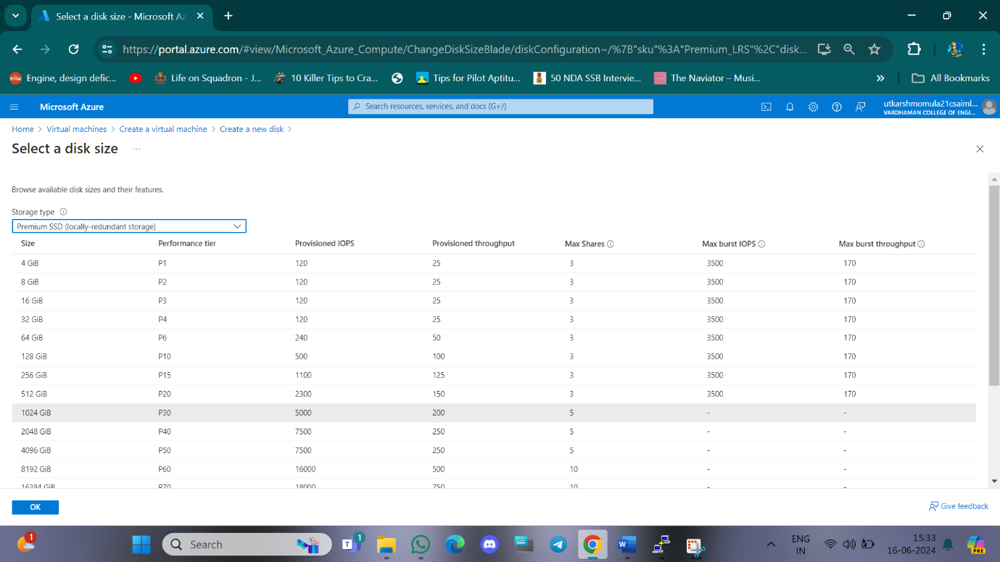 Select a disk size - Microsoft Az
https://portal.azure.com/#view/Microsoft_Azure_Compute/ChangeDiskSizeBlade/diskConfiguration~/%7B"sku"%3A"Premium_LRS"%2C"disk...
Engine, design defic... Life on Squadron - J... 10 Killer Tips to Cra... Tips for Pilot Aptitu... 50 NDA SSB Intervie... The Naviator – Musi... » All Bookmarks
Microsoft Azure Search resources, services, and docs (G+/) utkarshmomula21csaiml...
VARDHAMAN COLLEGE OF ENGI...
Home > Virtual machines > Create a virtual machine > Create a new disk >
Select a disk size ...
Browse available disk sizes and their features.
Storage type
Premium SSD (locally-redundant storage)
Size Performance tier Provisioned IOPS Provisioned throughput Max Shares Max burst IOPS Max burst throughput
4 GiB P1 120 25 3 3500 170
8 GiB P2 120 25 3 3500 170
16 GiB P3 120 25 3 3500 170
32 GiB P4 120 25 3 3500 170
64 GiB P6 240 50 3 3500 170
128 GiB P10 500 100 3 3500 170
256 GiB P15 1100 125 3 3500 170
512 GiB P20 2300 150 3 3500 170
1024 GiB P30 5000 200 5 - -
2048 GiB P40 7500 250 5 - -
4096 GiB P50 7500 250 5 - -
8192 GiB P60 16000 500 10 - -
16384 GiB P70 18000 750 10 - -
OK
Give feedback
1 Search 1 ENG 15:33
IN 16-06-2024 PRE